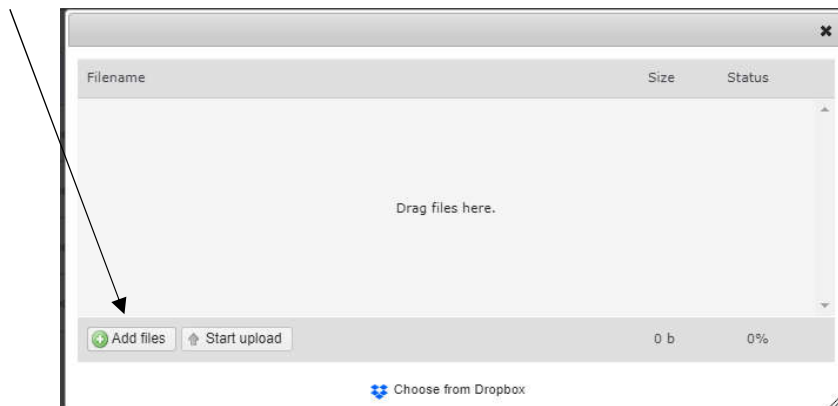 Filename Size Status
Drag files here.
Add files Start upload 0 b 0%
Choose from Dropbox